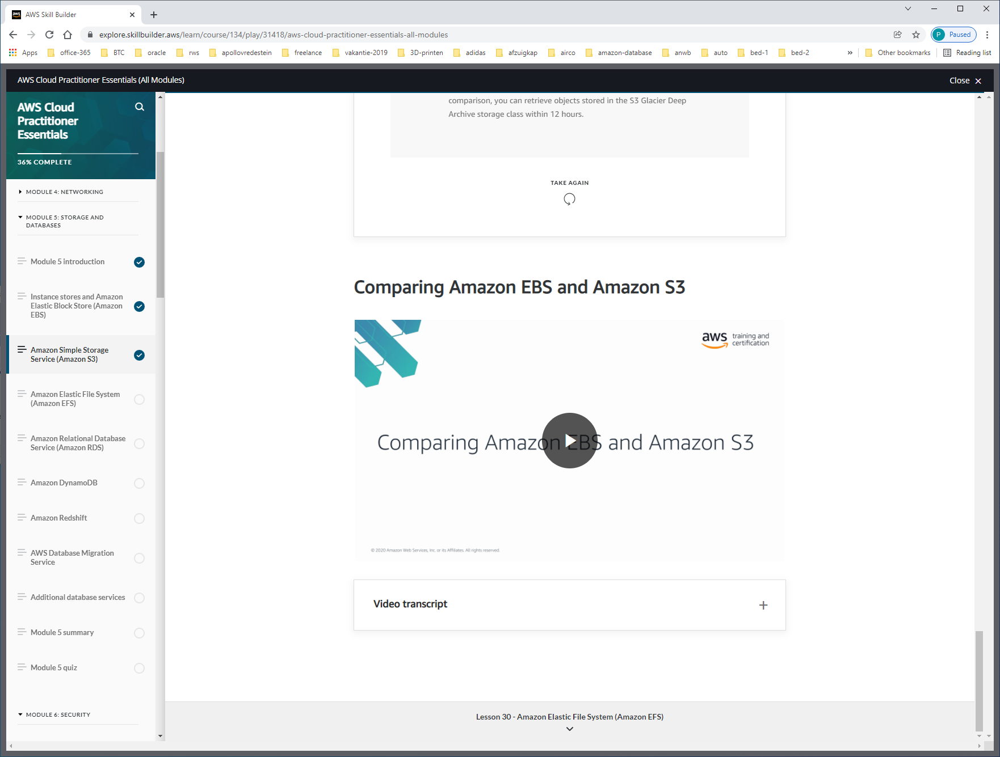 AWS Skill Builder
explore.skillbuilder.aws/learn/course/134/play/31418/aws-cloud-practitioner-essentials-all-modules
P Paused
Apps office-365 BTC oracle rws apollovredestein freelance vakantie-2019 3D-printen adidas afzuigkap airco amazon-database anwb auto bed-1 bed-2 » Other bookmarks Reading list
AWS Cloud Practitioner Essentials (All Modules)
Close
AWS Cloud
Practitioner
Essentials
36% COMPLETE
MODULE 4: NETWORKING
MODULE 5: STORAGE AND
DATABASES
Module 5 introduction
Instance stores and Amazon
Elastic Block Store (Amazon
EBS)
Amazon Simple Storage
Service (Amazon S3)
Amazon Elastic File System
(Amazon EFS)
Amazon Relational Database
Service (Amazon RDS)
Amazon DynamoDB
Amazon Redshift
AWS Database Migration
Service
Additional database services
Module 5 summary
Module 5 quiz
MODULE 6: SECURITY
comparison, you can retrieve objects stored in the S3 Glacier Deep
Archive storage class within 12 hours.
TAKE AGAIN
Comparing Amazon EBS and Amazon S3
aws training and
certification
Comparing Amazon EBS and Amazon S3
© 2020 Amazon Web Services, Inc. or its Affiliates. All rights reserved.
Video transcript
Lesson 30 - Amazon Elastic File System (Amazon EFS)